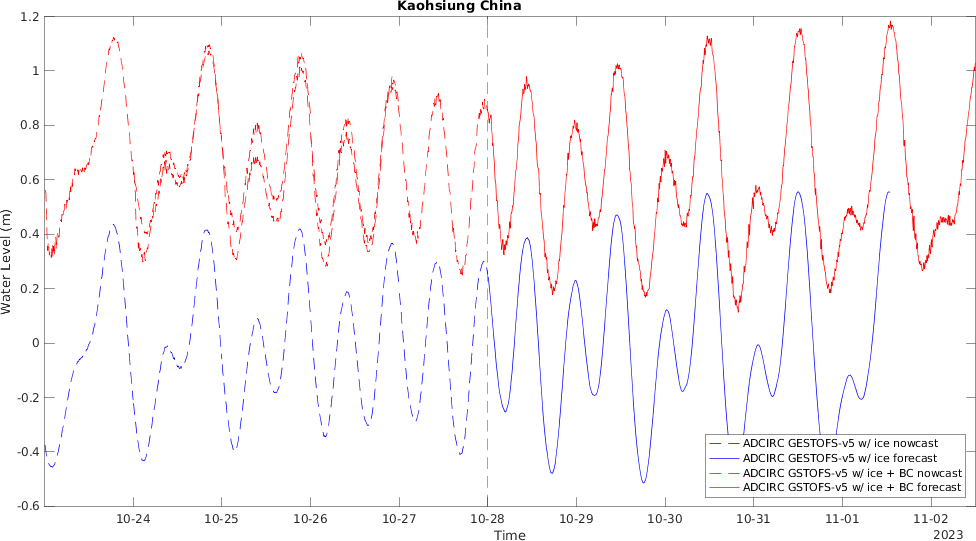 Kaohsiung China
1.2
1
0.8
0.6
0.4
0.2
0
-0.2
-0.4
-0.6
Water Level (m)
ADCIRC GESTOFS-v5 w/ ice nowcast
ADCIRC GESTOFS-v5 w/ ice forecast
ADCIRC GSTOFS-v5 w/ ice + BC nowcast
ADCIRC GSTOFS-v5 w/ ice + BC forecast
10-24 10-25 10-26 10-27 10-28 10-29 10-30 10-31 11-01 11-02
Time
2023